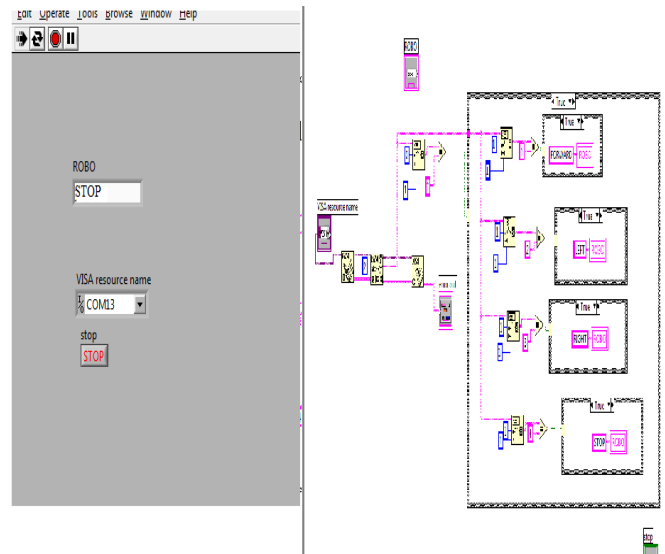 Edit Operate Tools Browse Window Help
ROBO
STOP
VISA resource name
COM13
stop
STOP
ROBO
True
True
FORWARD ROBO
VISA resource name
True
LEFT ROBO
True
RIGHT ROBO
True
STOP ROBO
stop